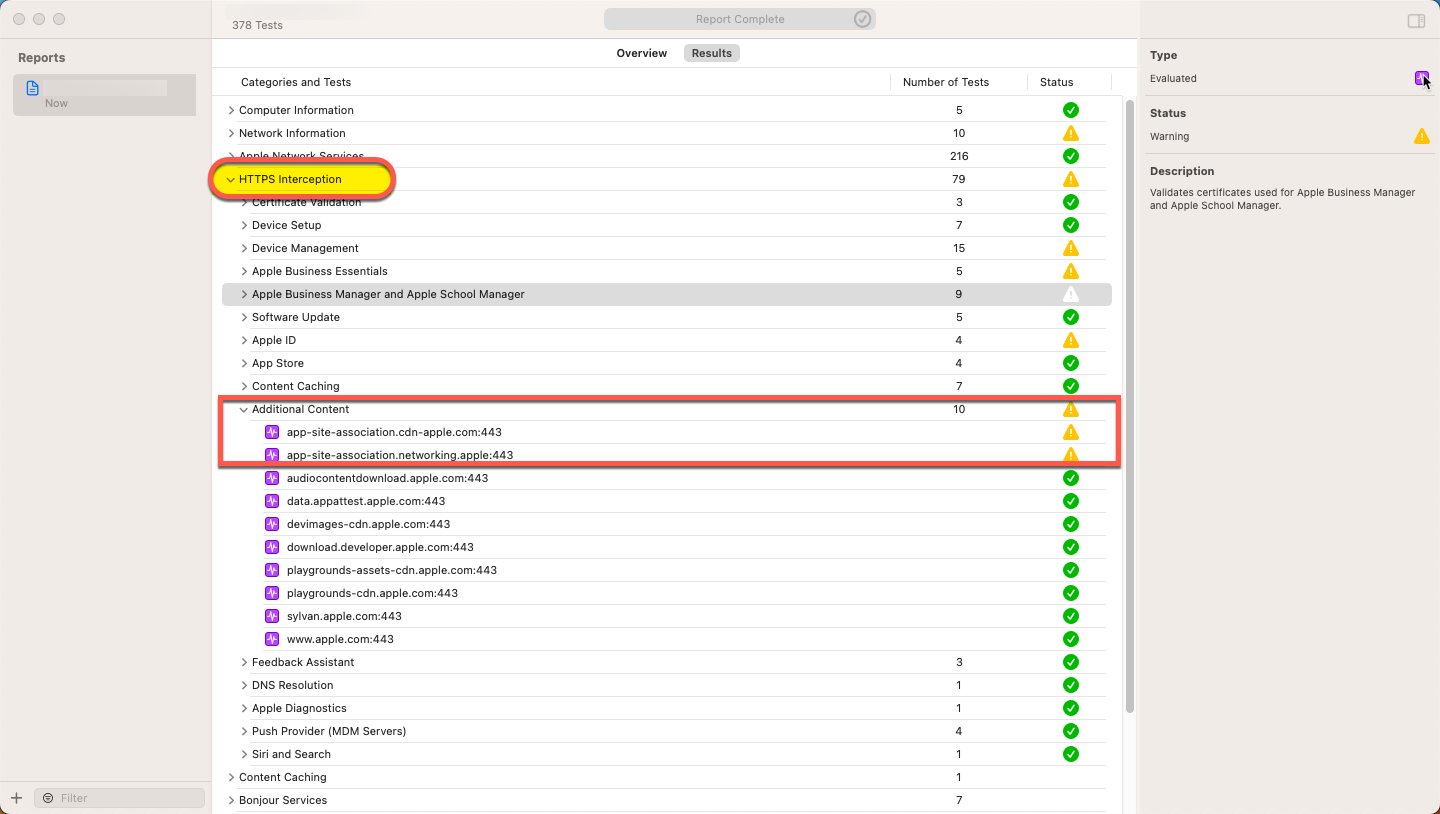 378 Tests
Report Complete
Reports
Now
Overview
Results
Categories and Tests
Number of Tests
Status
Computer Information 5
Network Information 10
Apple Network Services 216
HTTPS Interception 79
Certificate Validation 3
Device Setup 7
Device Management 15
Apple Business Essentials 5
Apple Business Manager and Apple School Manager 9
Software Update 5
Apple ID 4
App Store 4
Content Caching 7
Additional Content 10
app-site-association.cdn-apple.com:443
app-site-association.networking.apple:443
audiocontentdownload.apple.com:443
data.appattest.apple.com:443
devimages-cdn.apple.com:443
download.developer.apple.com:443
playgrounds-assets-cdn.apple.com:443
playgrounds-cdn.apple.com:443
sylvan.apple.com:443
www.apple.com:443
Feedback Assistant 3
DNS Resolution 1
Apple Diagnostics 1
Push Provider (MDM Servers) 4
Siri and Search 1
Content Caching 1
Bonjour Services 7
Filter
Type
Evaluated
Status
Warning
Description
Validates certificates used for Apple Business Manager
and Apple School Manager.